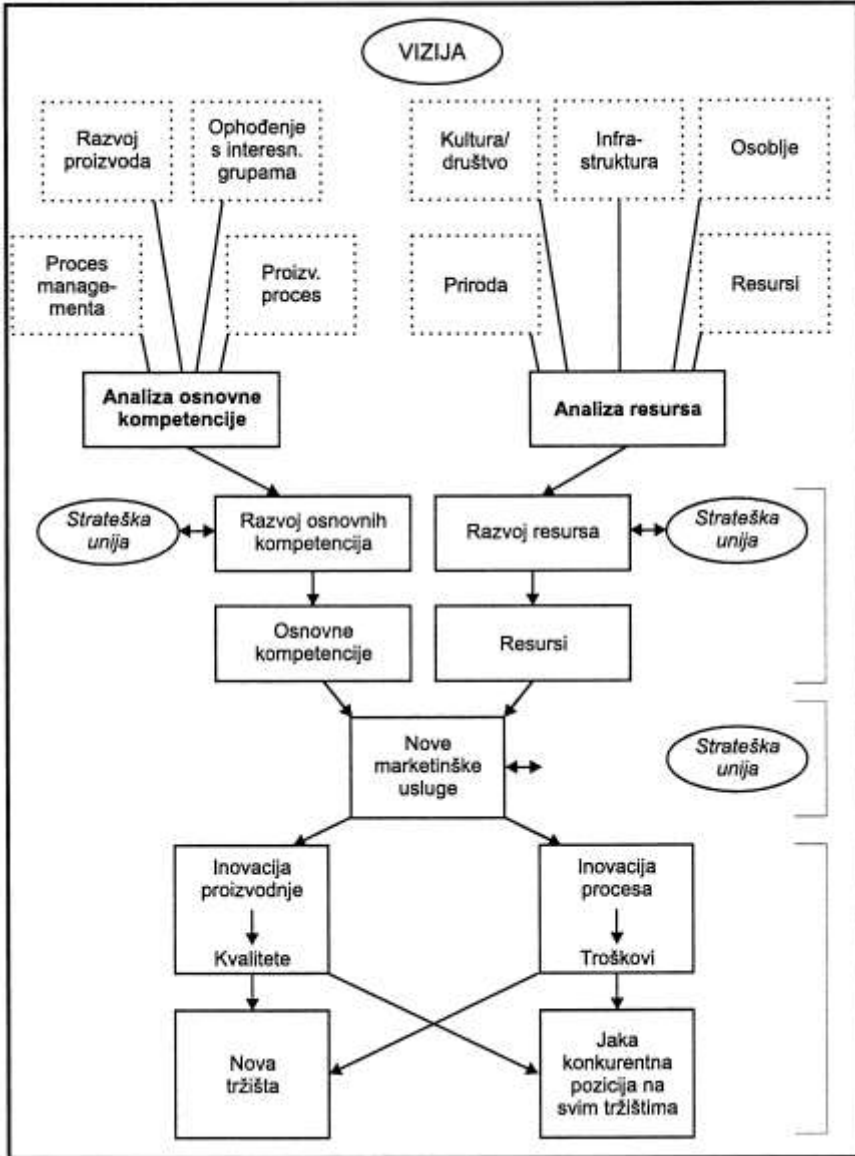 VIZIJA
Razvoj
proizvoda
Ophođenje
s interesn.
grupama
Kultura/
društvo
Infra-
struktura
Osoblje
Proces
manage-
menta
Proizv.
proces
Priroda
Resursi
Analiza osnovne
kompetencije
Analiza resursa
Strateška
unija
Razvoj osnovnih
kompetencija
Razvoj resursa
Strateška
unija
Osnovne
kompetencije
Resursi
Nove
marketinške
usluge
Strateška
unija
Inovacija
proizvodnje
Kvalitete
Inovacija
procesa
Troškovi
Nova
tržišta
Jaka
konkurentna
pozicija na
svim tržištima